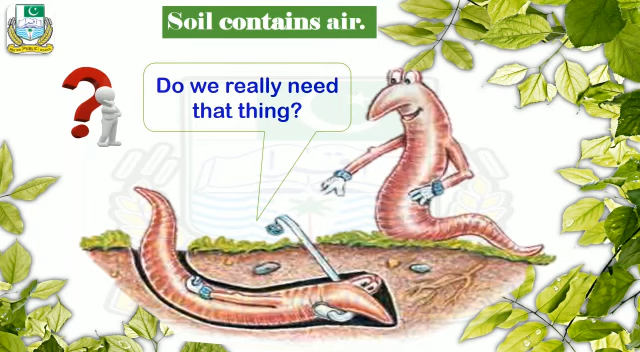 Soil contains air.
Do we really need
that thing?